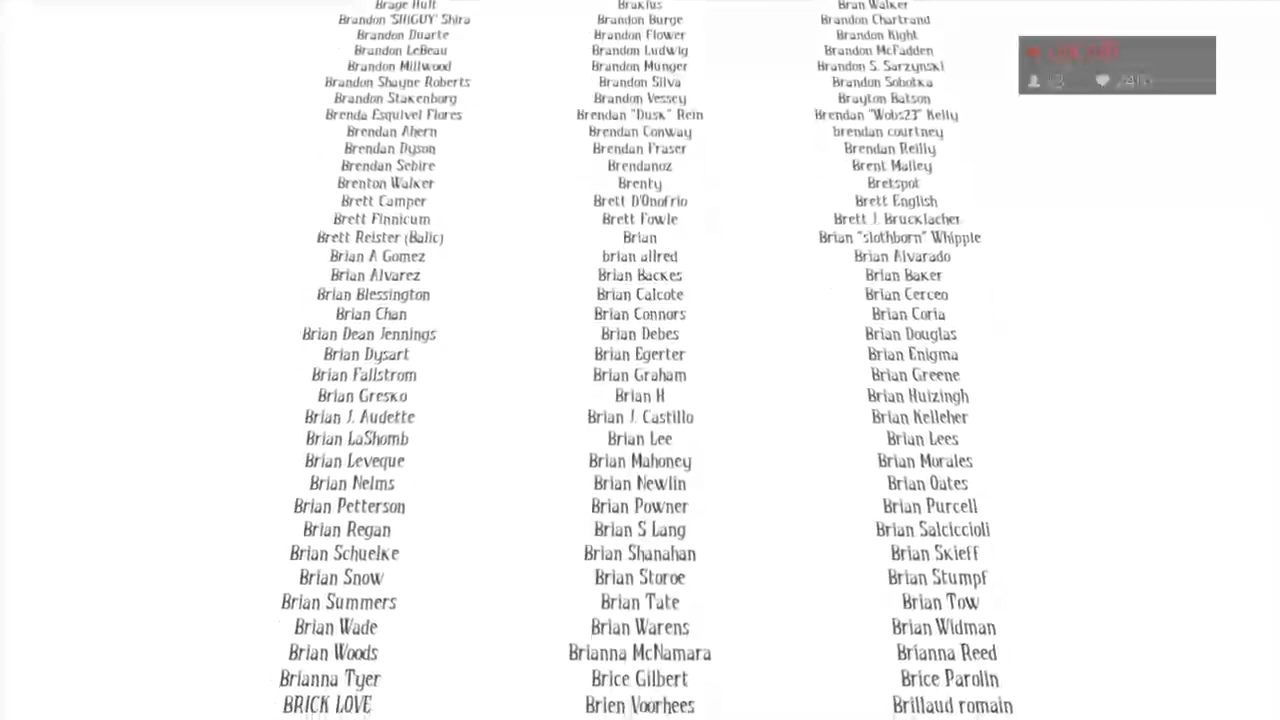 Brage Hult Braxius Bran Walker
Brandon 'SHIGUY' Shira Brandon Burge Brandon Chartrand
Brandon Duarte Brandon Flower Brandon Kight
Brandon LeBeau Brandon Ludwig Brandon McFadden
Brandon Millwood Brandon Munger Brandon S. Sarzynski
Brandon Shayne Roberts Brandon Silva Brandon Sobotka
Brandon Stakenborg Brandon Vessey Brayton Batson
Brenda Esquivel Flores Brendan "Dusk" Rein Brendan "Wobs23" Kelly
Brendan Ahern Brendan Conway brendan courtney
Brendan Dyson Brendan Fraser Brendan Reilly
Brendan Sebire Brendanoz Brent Malley
Brenton Walker Brenty Bretspot
Brett Camper Brett D'Onofrio Brett English
Brett Finnicum Brett Fowle Brett J. Brucklacher
Brett Reister (Balic) Brian Brian "slothborn" Whipple
Brian A Gomez brian allred Brian Alvarado
Brian Alvarez Brian Backes Brian Baker
Brian Blessington Brian Calcote Brian Cerceo
Brian Chan Brian Connors Brian Coria
Brian Dean Jennings Brian Debes Brian Douglas
Brian Dysart Brian Egerter Brian Enigma
Brian Fallstrom Brian Graham Brian Greene
Brian Gresko Brian H Brian Huizingh
Brian J. Audette Brian J. Castillo Brian Kelleher
Brian LaShomb Brian Lee Brian Lees
Brian Leveque Brian Mahoney Brian Morales
Brian Nelms Brian Newlin Brian Oates
Brian Petterson Brian Powner Brian Purcell
Brian Regan Brian S Lang Brian Salciccioli
Brian Schuelke Brian Shanahan Brian Skieff
Brian Snow Brian Storoe Brian Stumpf
Brian Summers Brian Tate Brian Tow
Brian Wade Brian Warens Brian Widman
Brian Woods Brianna McNamara Brianna Reed
Brianna Tyer Brice Gilbert Brice Parolin
BRICK LOVE Brien Voorhees Brillaud romain